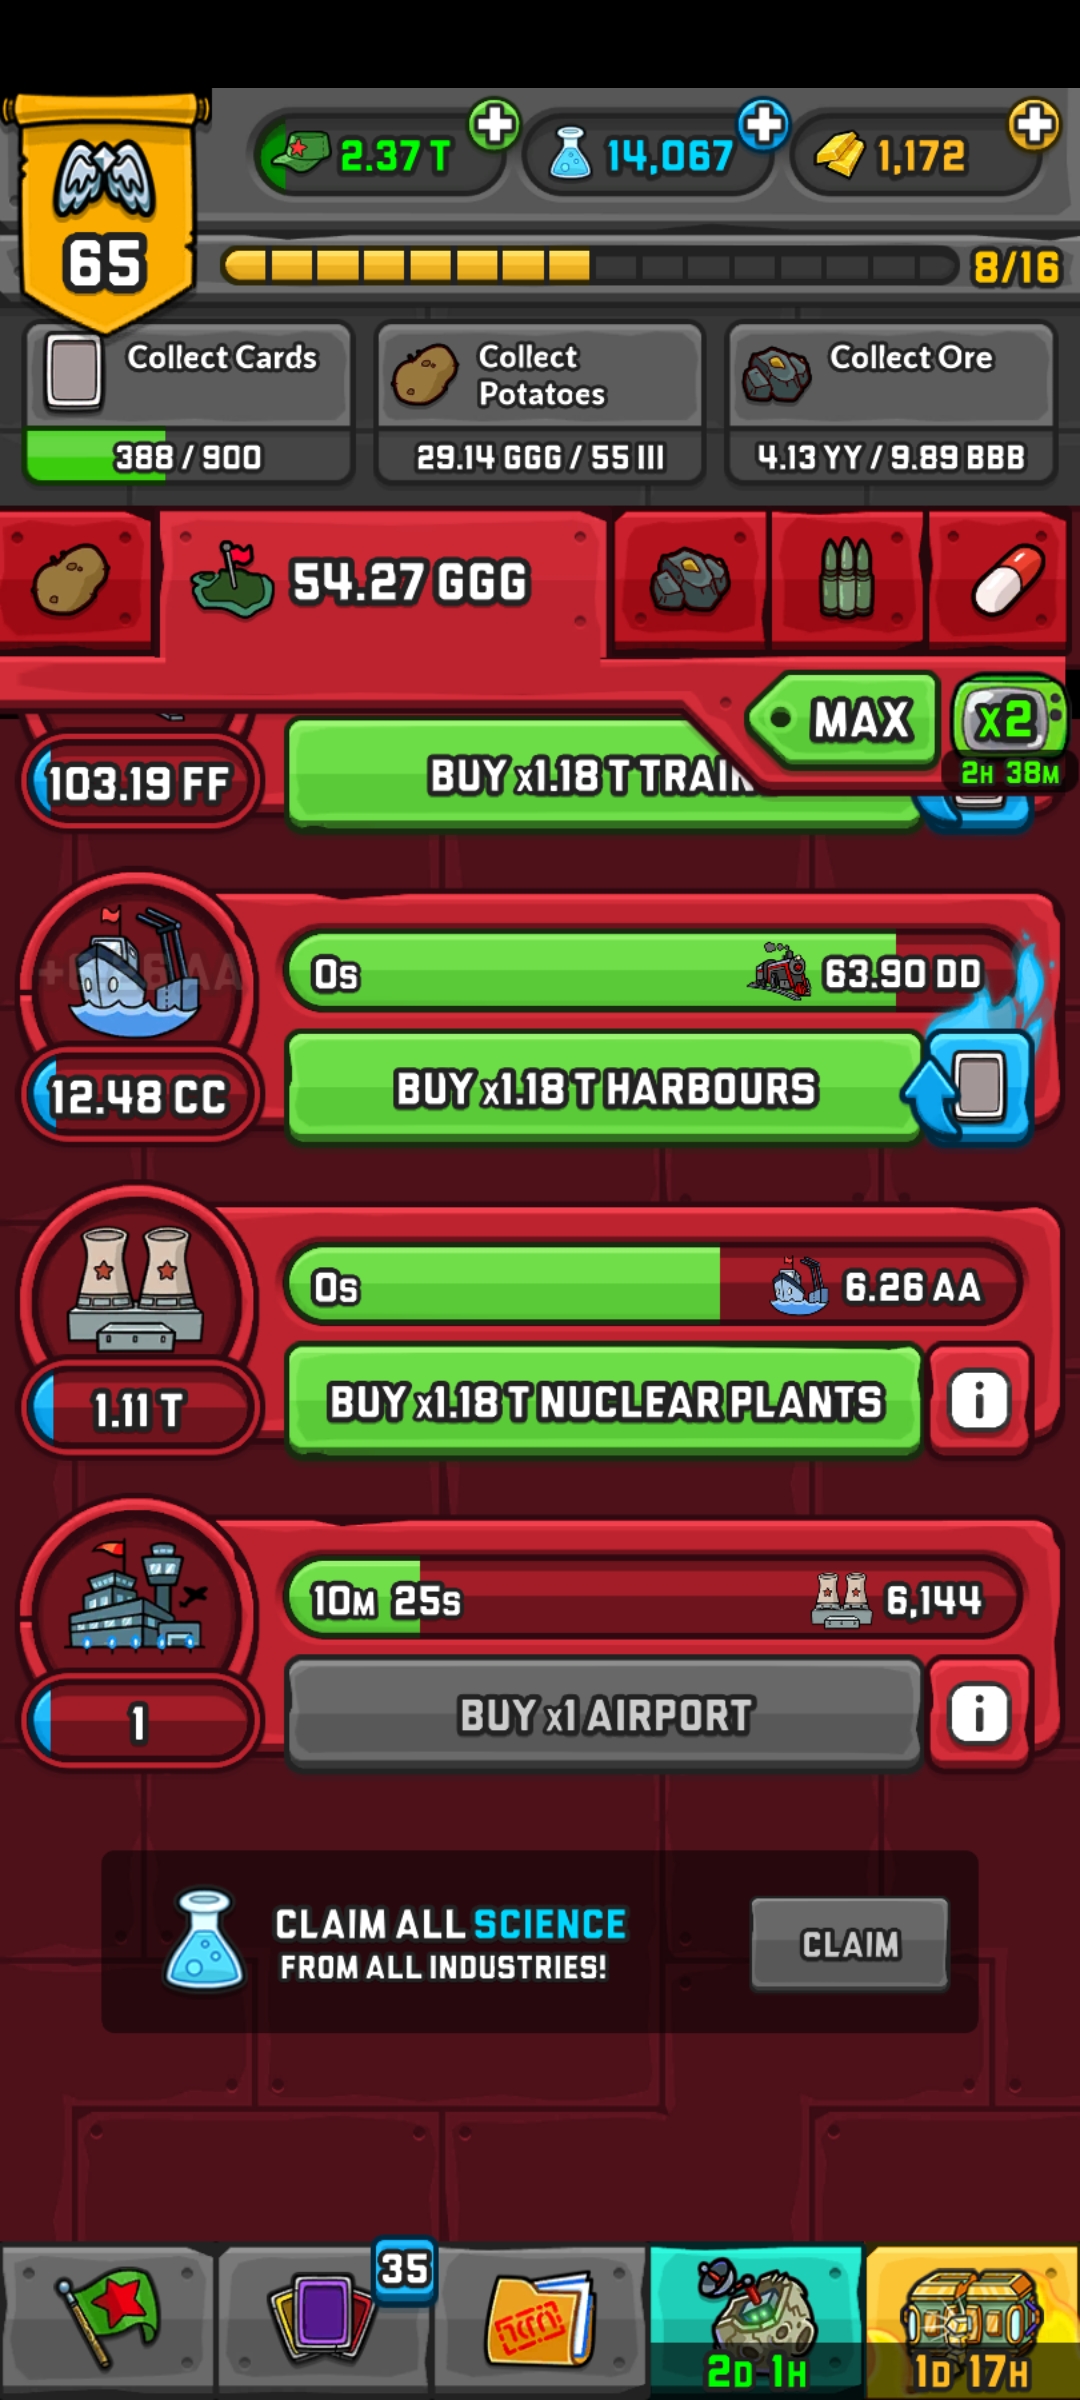 2.37 T
14,067
1,172
65
8/16
Collect Cards
388 / 900
Collect
Potatoes
29.14 GGG / 55 III
Collect Ore
4.13 YY / 9.89 BBB
54.27 GGG
MAX
x2
2H 38M
103.19 FF
BUY x1.18 T TRAIN
12.48 CC
0s
63.90 DD
BUY x1.18 T HARBOURS
0s
6.26 AA
1.11 T
BUY x1.18 T NUCLEAR PLANTS
i
10M 25s
6,144
1
BUY x1 AIRPORT
i
CLAIM ALL SCIENCE
FROM ALL INDUSTRIES!
CLAIM
35
2D 1H
1D 17H